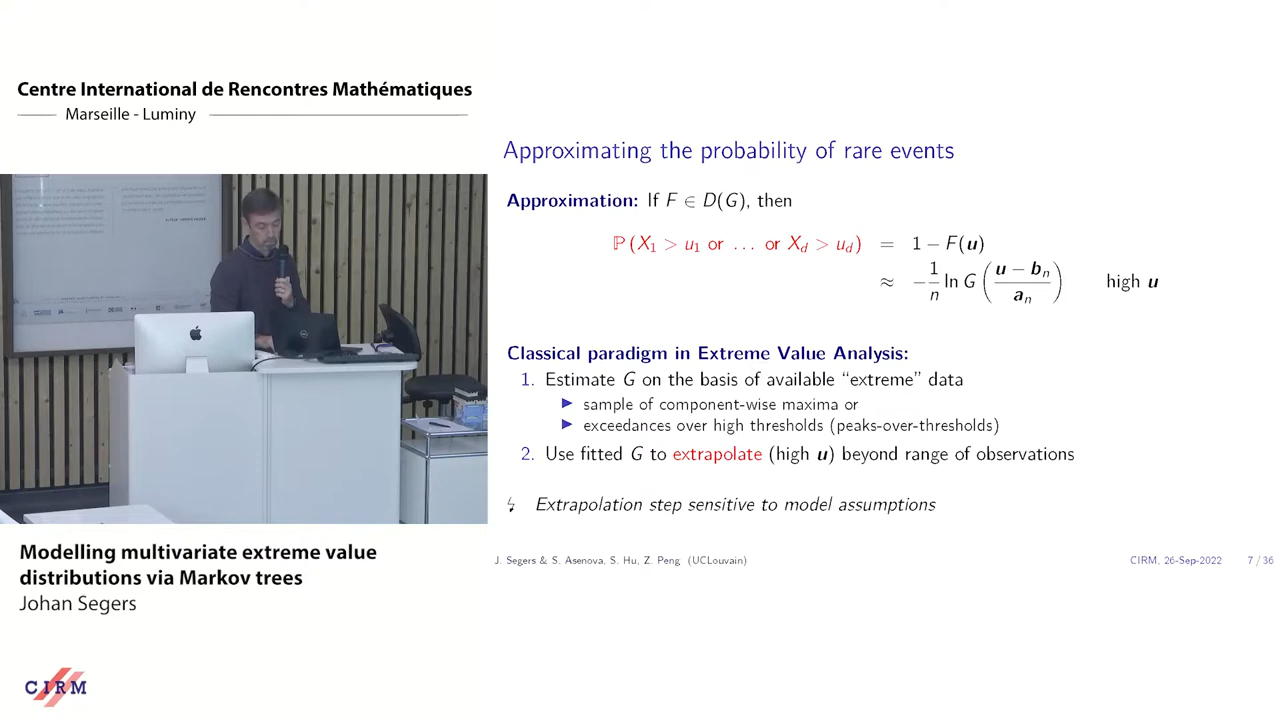 Centre International de Rencontres Mathématiques
Marseille - Luminy
Approximating the probability of rare events
Approximation: If F ∈ D(G), then
ℙ (X₁ > u₁ or … or X_d > u_d) = 1 − F(u)
≈ −1/n ln G ((u − bₙ)/aₙ) high u
Classical paradigm in Extreme Value Analysis:
1. Estimate G on the basis of available “extreme” data
▶ sample of component-wise maxima or
▶ exceedances over high thresholds (peaks-over-thresholds)
2. Use fitted G to extrapolate (high u) beyond range of observations
Extrapolation step sensitive to model assumptions
J. Segers & S. Asenova, S. Hu, Z. Peng (UCLouvain) CIRM, 26-Sep-2022 7 / 36
Modelling multivariate extreme value
distributions via Markov trees
Johan Segers
CIRM